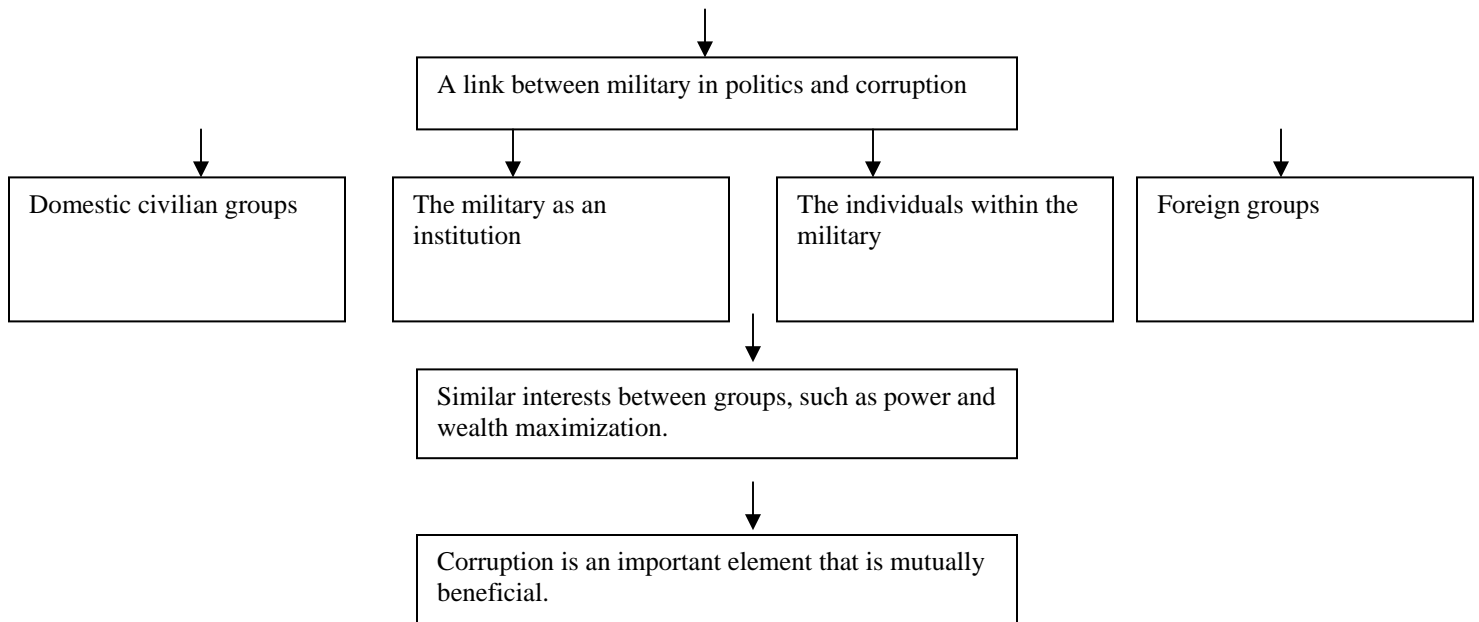 A link between military in politics and corruption
Domestic civilian groups
The military as an
institution
The individuals within the
military
Foreign groups
Similar interests between groups, such as power and
wealth maximization.
Corruption is an important element that is mutually
beneficial.